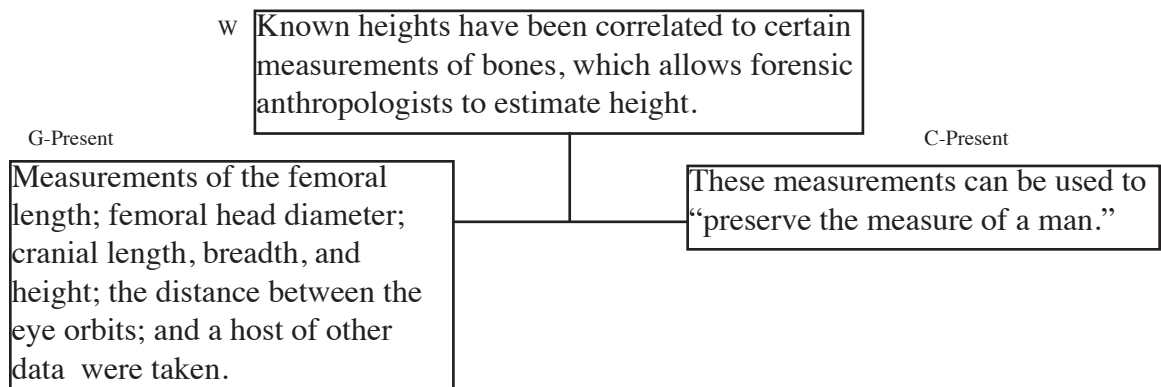 W
Known heights have been correlated to certain
measurements of bones, which allows forensic
anthropologists to estimate height.
G-Present
Measurements of the femoral
length; femoral head diameter;
cranial length, breadth, and
height; the distance between the
eye orbits; and a host of other
data were taken.
C-Present
These measurements can be used to
“preserve the measure of a man.”